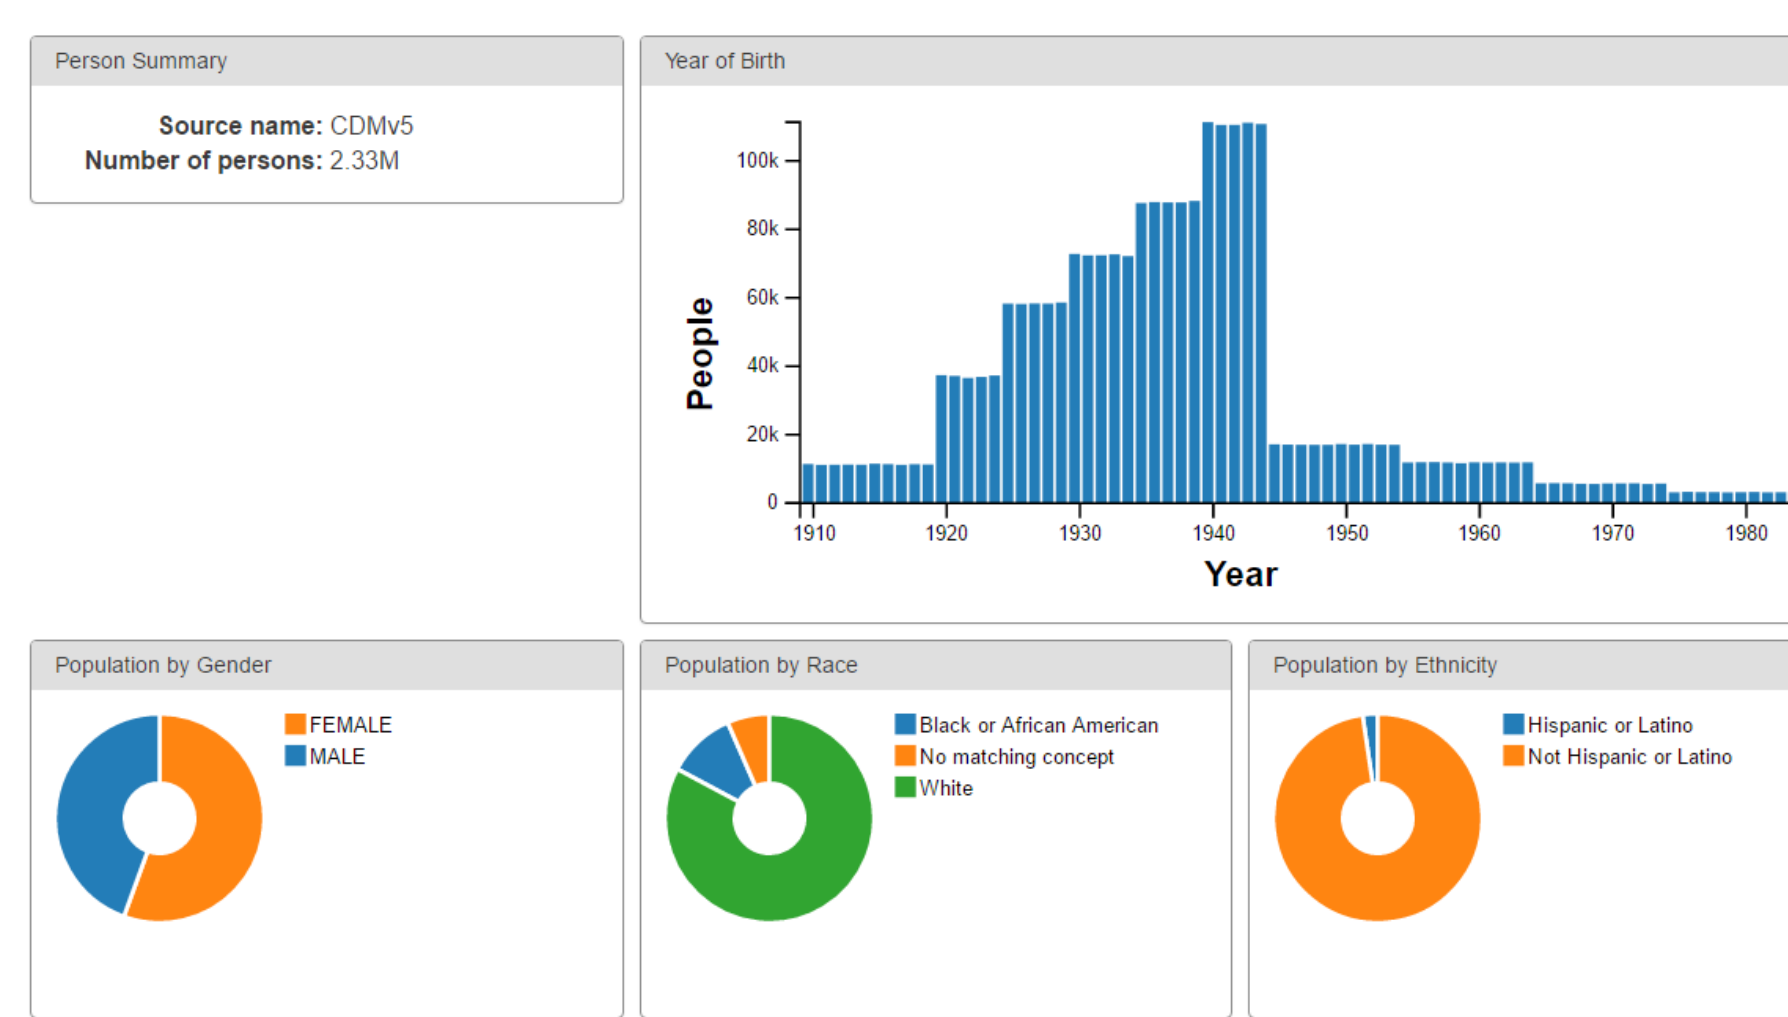 Person Summary
Source name: CDMv5
Number of persons: 2.33M
Year of Birth
People
100k
80k
60k
40k
20k
0
1910 1920 1930 1940 1950 1960 1970 1980
Year
Population by Gender
FEMALE
MALE
Population by Race
Black or African American
No matching concept
White
Population by Ethnicity
Hispanic or Latino
Not Hispanic or Latino